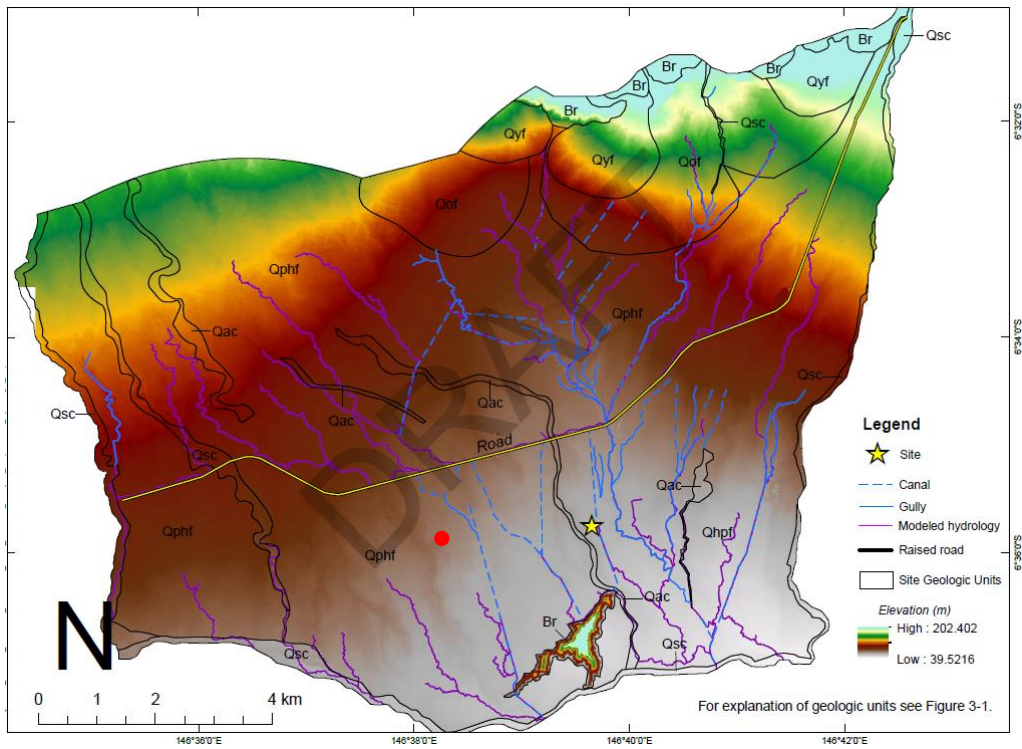 Br
Qsc
Br
Br
Br
Qyf
Br
6°32'0"S
Qyf
Qsc
Qyf
Qof
Qof
Qphf
Qphf
Qac
6°34'0"S
Qsc
Qac
Qsc
Qac
Legend
Road
Site
Qsc
Canal
Qac
Gully
Modeled hydrology
Qphf
Qhpf
Raised road
Qphf
6°36'0"S
Site Geologic Units
Qac
Elevation (m)
N
Br
High : 202.402
Qsc
Qsc
Low : 39.5216
0 1 2 4 km
For explanation of geologic units see Figure 3-1.
146°36'0"E 146°38'0"E 146°40'0"E 146°42'0"E
DRAFT